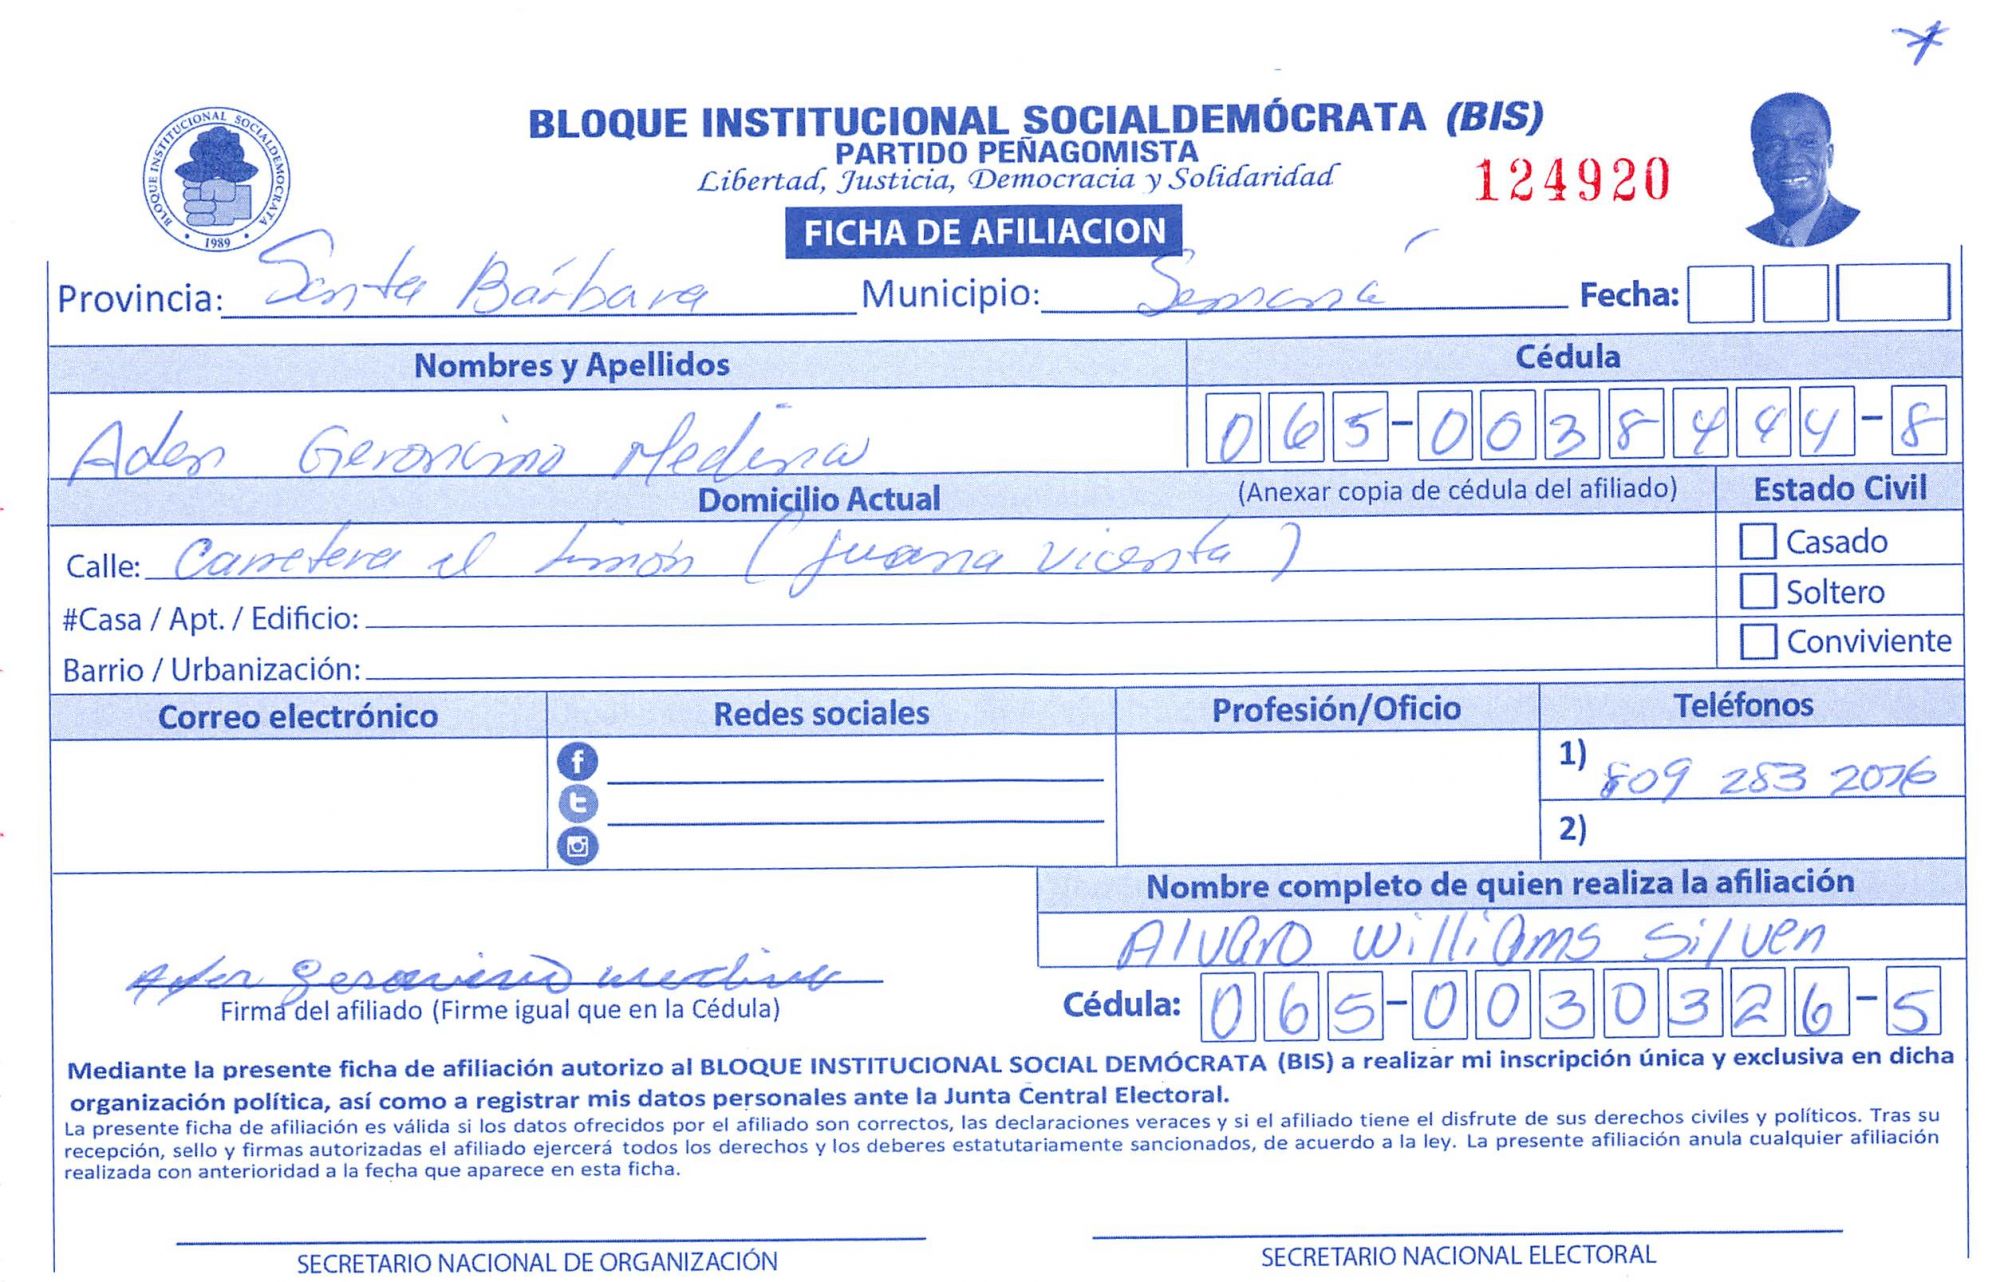 BLOQUE INSTITUCIONAL SOCIALDEMÓCRATA (BIS)
PARTIDO PEÑAGOMISTA
Libertad, Justicia, Democracia y Solidaridad
124920
BLOQUE INSTITUCIONAL SOCIALDEMOCRATA
1989
FICHA DE AFILIACION
Provincia: Santa Bárbara Municipio: Samaná Fecha:
Nombres y Apellidos Cédula
Aden Geronimo Medina 065-0038444-8
Domicilio Actual (Anexar copia de cédula del afiliado) Estado Civil
Calle: Carretera el Limón (Juana Vicenta) Casado
#Casa / Apt. / Edificio: Soltero
Barrio / Urbanización: Conviviente
Correo electrónico Redes sociales Profesión/Oficio Teléfonos
1) 809 283 2076
2)
Nombre completo de quien realiza la afiliación
Alvaro Williams Silven
Aden Geronimo Medina
Firma del afiliado (Firme igual que en la Cédula) Cédula: 065-0030326-5
Mediante la presente ficha de afiliación autorizo al BLOQUE INSTITUCIONAL SOCIAL DEMÓCRATA (BIS) a realizar mi inscripción única y exclusiva en dicha
organización política, así como a registrar mis datos personales ante la Junta Central Electoral.
La presente ficha de afiliación es válida si los datos ofrecidos por el afiliado son correctos, las declaraciones veraces y si el afiliado tiene el disfrute de sus derechos civiles y políticos. Tras su
recepción, sello y firmas autorizadas el afiliado ejercerá todos los derechos y los deberes estatutariamente sancionados, de acuerdo a la ley. La presente afiliación anula cualquier afiliación
realizada con anterioridad a la fecha que aparece en esta ficha.
SECRETARIO NACIONAL DE ORGANIZACIÓN SECRETARIO NACIONAL ELECTORAL